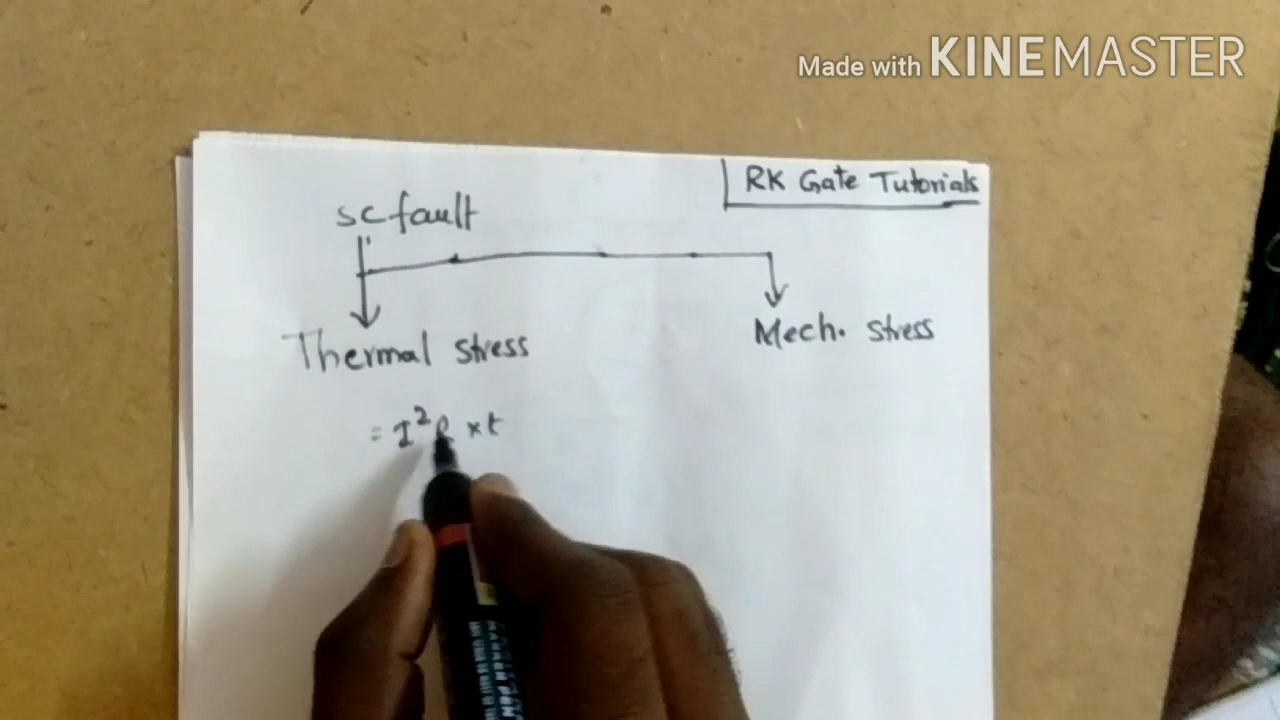 Made with KINEMASTER
RK Gate Tutorials
sc fault
Thermal stress
Mech. stress
= I²R × t